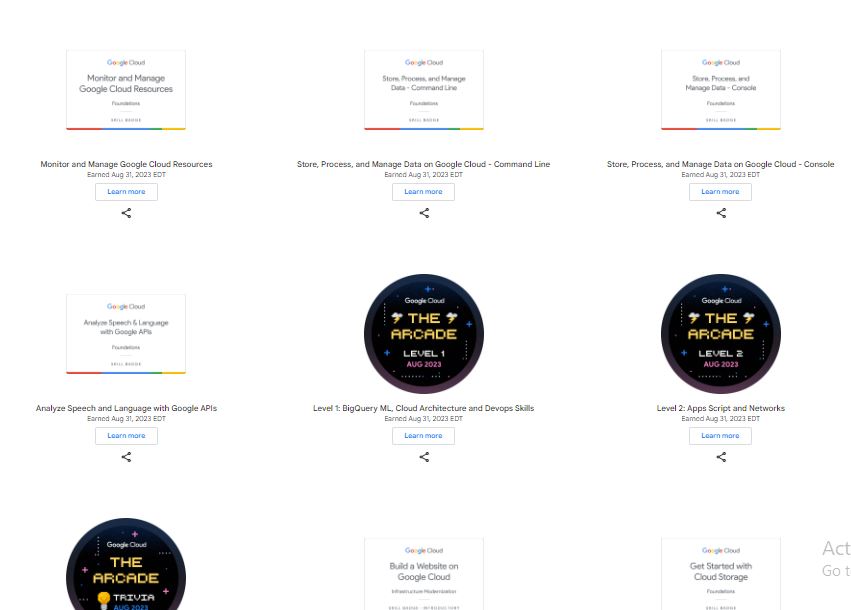 Google Cloud
Monitor and Manage
Google Cloud Resources
Foundations
SKILL BADGE
Google Cloud
Store, Process, and Manage
Data - Command Line
Foundations
SKILL BADGE
Google Cloud
Store, Process, and
Manage Data - Console
Foundations
SKILL BADGE
Monitor and Manage Google Cloud Resources
Earned Aug 31, 2023 EDT
Learn more
Store, Process, and Manage Data on Google Cloud - Command Line
Earned Aug 31, 2023 EDT
Learn more
Store, Process, and Manage Data on Google Cloud - Console
Earned Aug 31, 2023 EDT
Learn more
Google Cloud
Analyze Speech & Language
with Google APIs
Foundations
SKILL BADGE
Google Cloud
THE
ARCADE
LEVEL 1
AUG 2023
Google Cloud
THE
ARCADE
LEVEL 2
AUG 2023
Analyze Speech and Language with Google APIs
Earned Aug 31, 2023 EDT
Learn more
Level 1: BigQuery ML, Cloud Architecture and Devops Skills
Earned Aug 31, 2023 EDT
Learn more
Level 2: Apps Script and Networks
Earned Aug 31, 2023 EDT
Learn more
Google Cloud
THE
ARCADE
TRIVIA
AUG 2023
Google Cloud
Build a Website on
Google Cloud
Infrastructure Modernization
SKILL BADGE - INTRODUCTORY
Google Cloud
Get Started with
Cloud Storage
Foundations
SKILL BADGE
Act
Go t